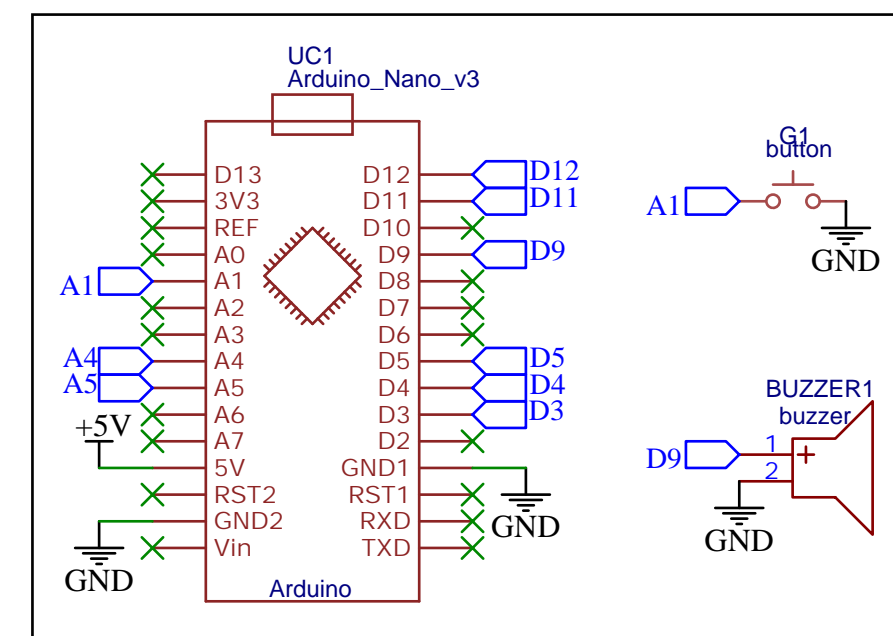 UC1
Arduino_Nano_v3
D13
3V3
REF
A0
A1
A2
A3
A4
A5
A6
A7
5V
RST2
GND2
Vin
D12
D11
D10
D9
D8
D7
D6
D5
D4
D3
D2
GND1
RST1
RXD
TXD
Arduino
A1
A4
A5
+5V
GND
D12
D11
D9
D5
D4
D3
GND
G1
button
A1
GND
BUZZER1
buzzer
D9
1
+
2
GND